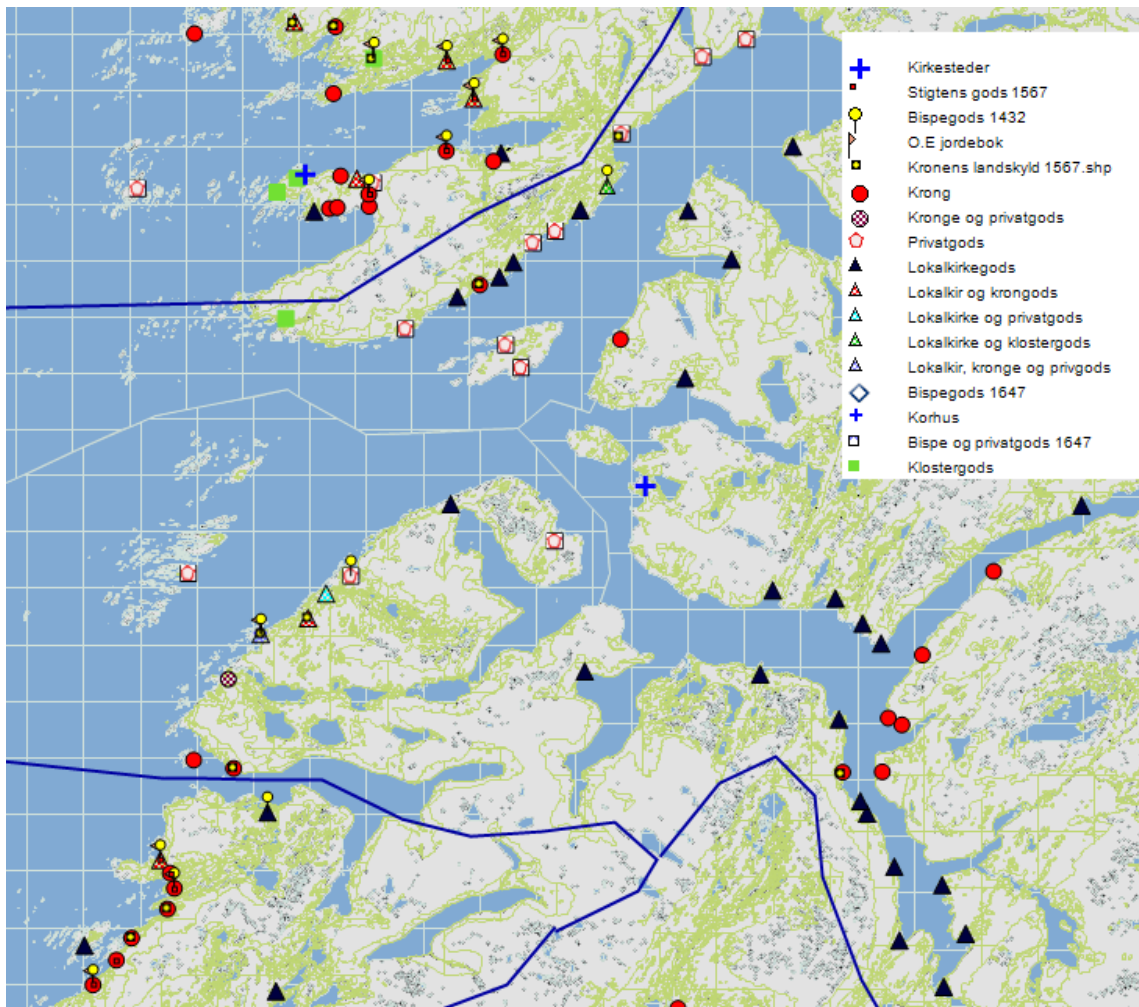 Kirkesteder
Stigtens gods 1567
Bispegods 1432
O.E jordebok
Kronens landskyld 1567.shp
Krong
Kronge og privatgods
Privatgods
Lokalkirkegods
Lokalkir og krongods
Lokalkirke og privatgods
Lokalkirke og klostergods
Lokalkir, kronge og privgods
Bispegods 1647
Korhus
Bispe og privatgods 1647
Klostergods